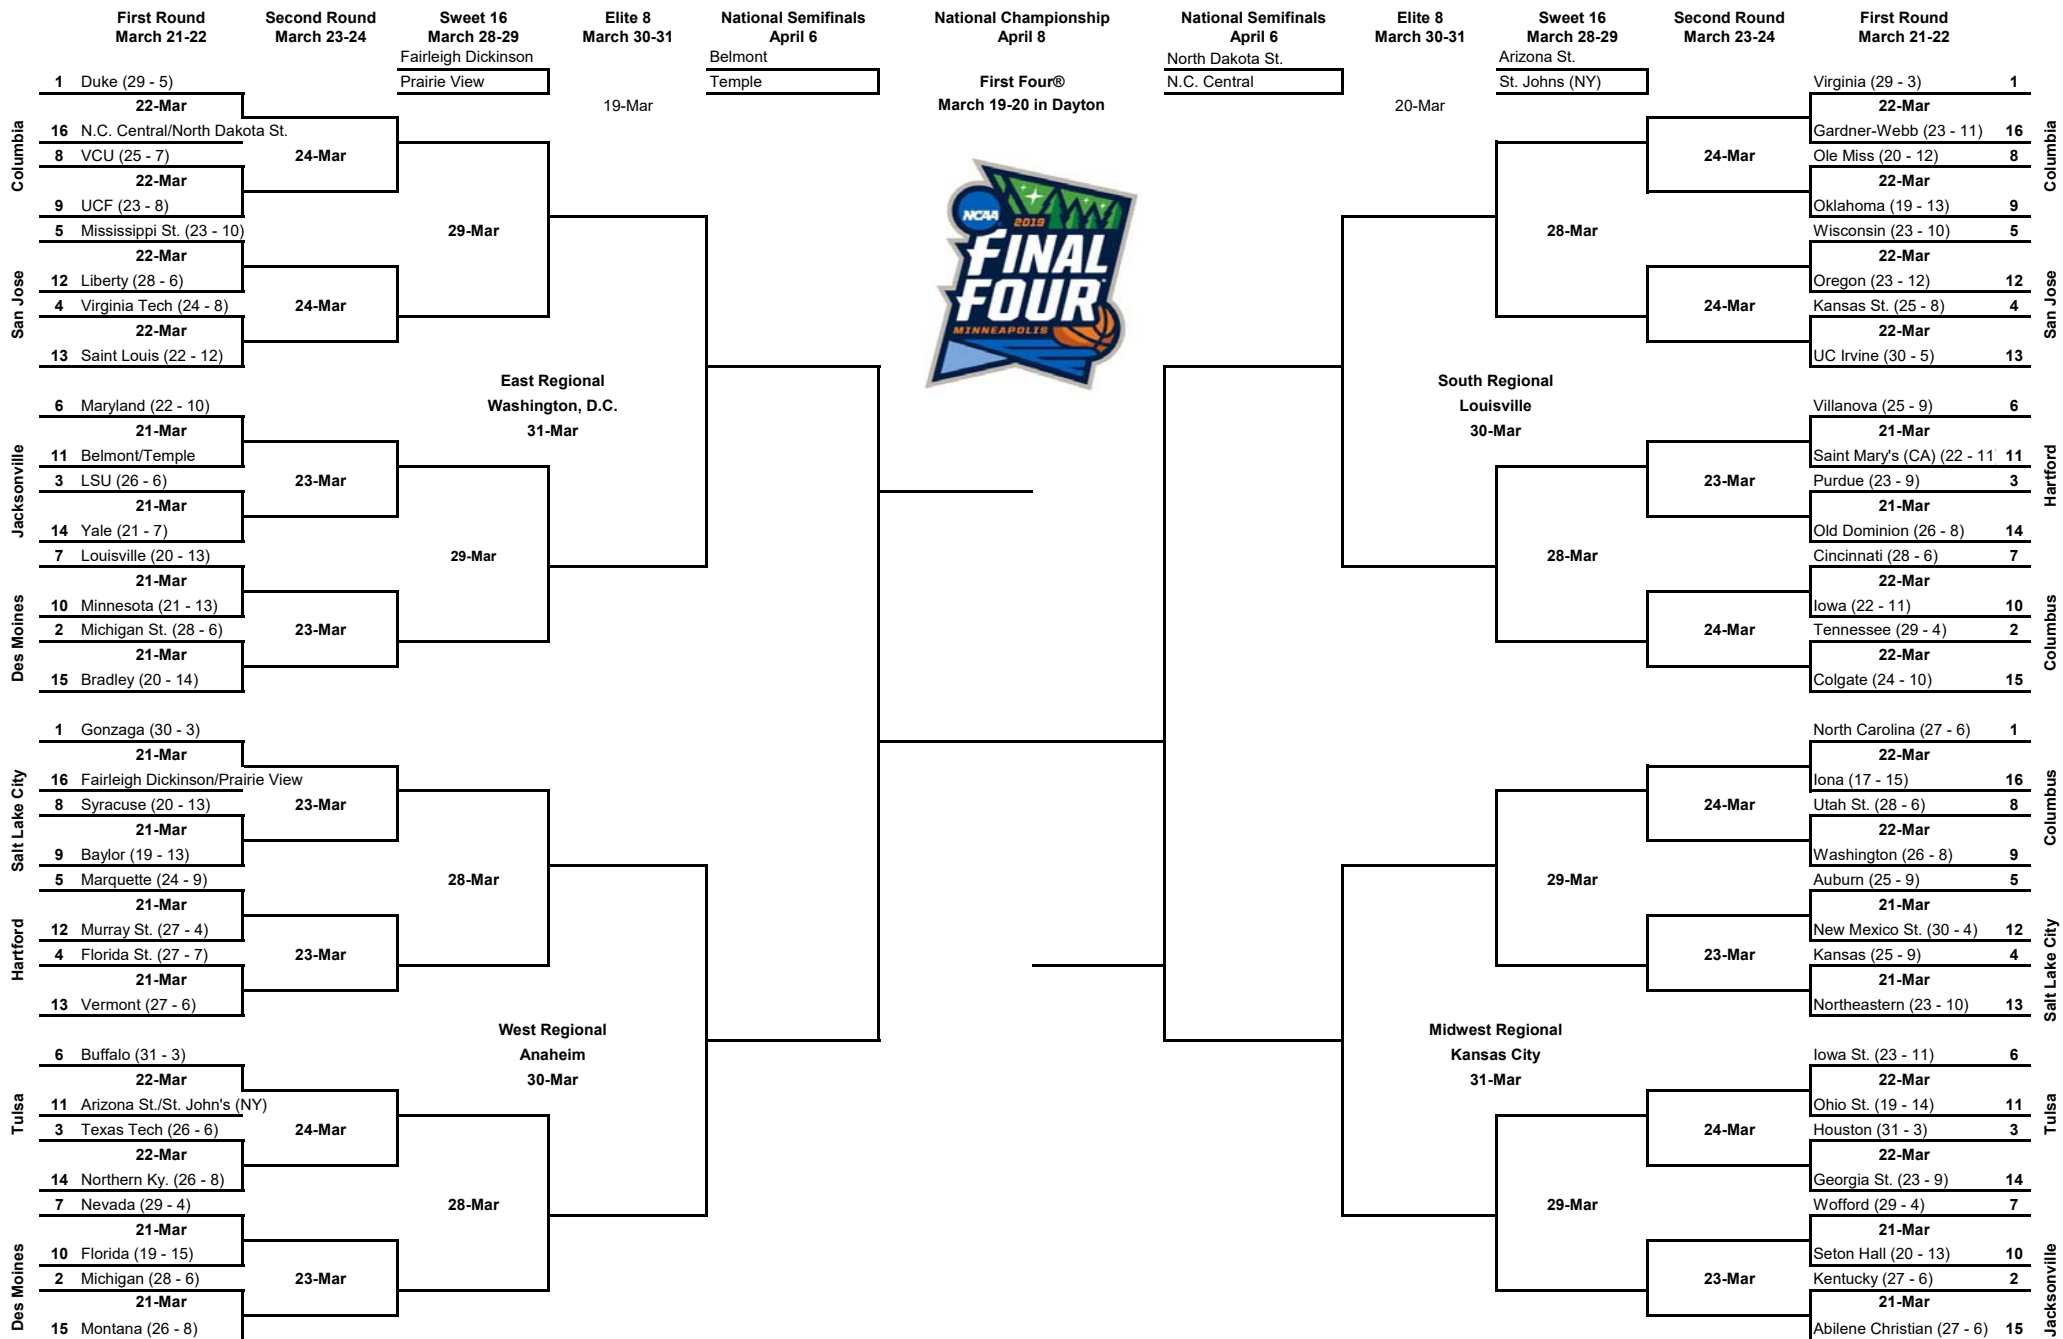 First Round Second Round Sweet 16 Elite 8 National Semifinals National Championship National Semifinals Elite 8 Sweet 16 Second Round First Round
March 21-22 March 23-24 March 28-29 March 30-31 April 6 April 8 April 6 March 30-31 March 28-29 March 23-24 March 21-22
Fairleigh Dickinson Belmont North Dakota St. Arizona St.
1 Duke (29 - 5) Prairie View Temple First Four® N.C. Central St. Johns (NY) Virginia (29 - 3) 1
22-Mar 19-Mar March 19-20 in Dayton 20-Mar 22-Mar
16 N.C. Central/North Dakota St. Gardner-Webb (23 - 11) 16
Columbia 8 VCU (25 - 7) 24-Mar 24-Mar Ole Miss (20 - 12) 8 Columbia
22-Mar 22-Mar
9 UCF (23 - 8) Oklahoma (19 - 13) 9
NCAA
2019
5 Mississippi St. (23 - 10) 29-Mar 28-Mar Wisconsin (23 - 10) 5
22-Mar 22-Mar
FINAL
12 Liberty (28 - 6) Oregon (23 - 12) 12
FOUR
San Jose 4 Virginia Tech (24 - 8) 24-Mar 24-Mar Kansas St. (25 - 8) 4 San Jose
22-Mar MINNEAPOLIS 22-Mar
13 Saint Louis (22 - 12) UC Irvine (30 - 5) 13
East Regional South Regional
6 Maryland (22 - 10) Washington, D.C. Louisville Villanova (25 - 9) 6
21-Mar 31-Mar 30-Mar 21-Mar
11 Belmont/Temple Saint Mary's (CA) (22 - 11 11
Jacksonville 3 LSU (26 - 6) 23-Mar 23-Mar Purdue (23 - 9) 3 Hartford
21-Mar 21-Mar
14 Yale (21 - 7) Old Dominion (26 - 8) 14
7 Louisville (20 - 13) 29-Mar 28-Mar Cincinnati (28 - 6) 7
21-Mar 22-Mar
10 Minnesota (21 - 13) Iowa (22 - 11) 10
Des Moines 2 Michigan St. (28 - 6) 23-Mar 24-Mar Tennessee (29 - 4) 2 Columbus
21-Mar 22-Mar
15 Bradley (20 - 14) Colgate (24 - 10) 15
1 Gonzaga (30 - 3) North Carolina (27 - 6) 1
21-Mar 22-Mar
16 Fairleigh Dickinson/Prairie View Iona (17 - 15) 16
Salt Lake City 8 Syracuse (20 - 13) 23-Mar 24-Mar Utah St. (28 - 6) 8 Columbus
21-Mar 22-Mar
9 Baylor (19 - 13) Washington (26 - 8) 9
5 Marquette (24 - 9) 28-Mar 29-Mar Auburn (25 - 9) 5
21-Mar 21-Mar
12 Murray St. (27 - 4) New Mexico St. (30 - 4) 12
Hartford 4 Florida St. (27 - 7) 23-Mar 23-Mar Kansas (25 - 9) 4 Salt Lake City
21-Mar 21-Mar
13 Vermont (27 - 6) Northeastern (23 - 10) 13
West Regional Midwest Regional
6 Buffalo (31 - 3) Anaheim Kansas City Iowa St. (23 - 11) 6
22-Mar 30-Mar 31-Mar 22-Mar
11 Arizona St./St. John's (NY) Ohio St. (19 - 14) 11
Tulsa 3 Texas Tech (26 - 6) 24-Mar 24-Mar Houston (31 - 3) 3 Tulsa
22-Mar 22-Mar
14 Northern Ky. (26 - 8) Georgia St. (23 - 9) 14
7 Nevada (29 - 4) 28-Mar 29-Mar Wofford (29 - 4) 7
21-Mar 21-Mar
10 Florida (19 - 15) Seton Hall (20 - 13) 10
Des Moines 2 Michigan (28 - 6) 23-Mar 23-Mar Kentucky (27 - 6) 2 Jacksonville
21-Mar 21-Mar
15 Montana (26 - 8) Abilene Christian (27 - 6) 15